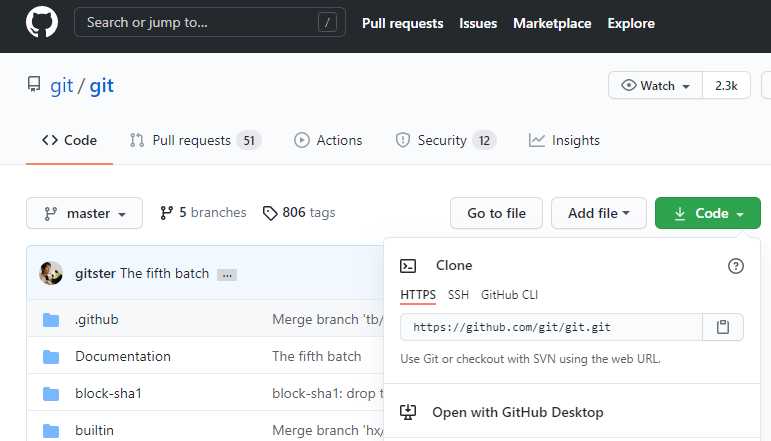 Search or jump to... / Pull requests Issues Marketplace Explore
git / git Watch 2.3k
Code Pull requests 51 Actions Security 12 Insights
master 5 branches 806 tags Go to file Add file Code
gitster The fifth batch ...
Clone
HTTPS SSH GitHub CLI
.github Merge branch 'tb/
https://github.com/git/git.git
Documentation The fifth batch
Use Git or checkout with SVN using the web URL.
block-sha1 block-sha1: drop t
Open with GitHub Desktop
builtin Merge branch 'hx/